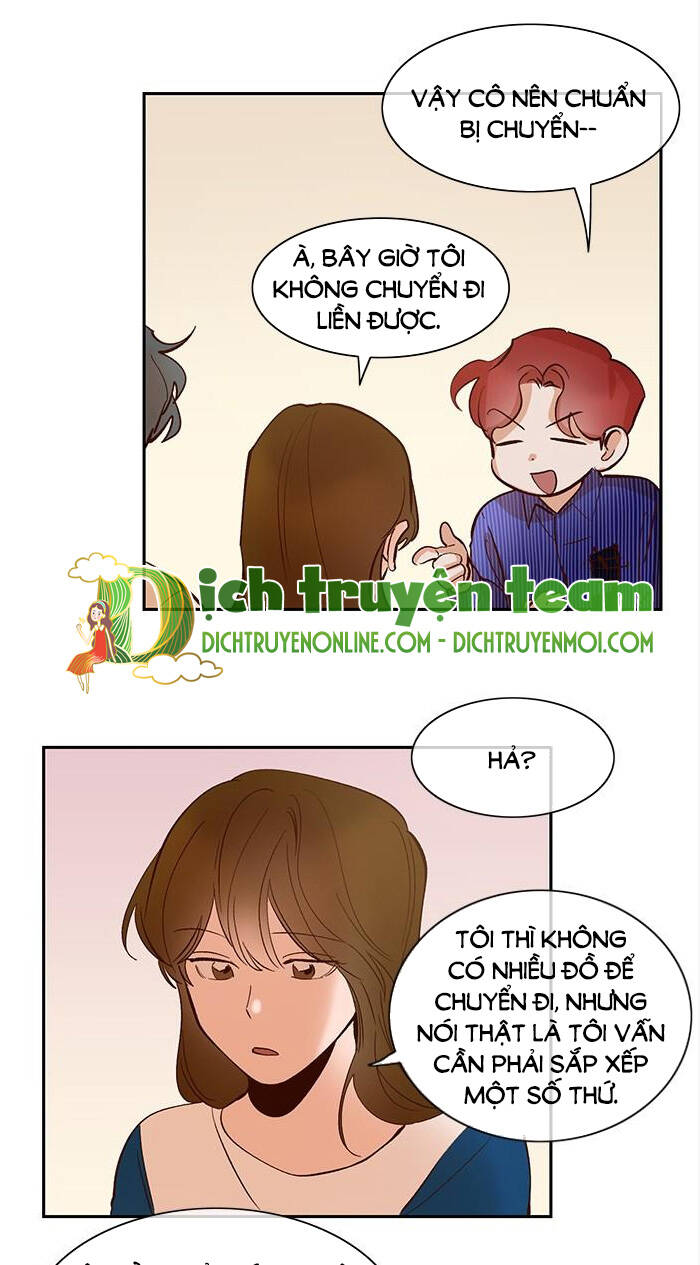 VẬY CÔ NÊN CHUẨN
BỊ CHUYỂN--
À, BÂY GIỜ TÔI
KHÔNG CHUYỂN ĐI
LIỀN ĐƯỢC.
Dịch truyện team
DICHTRUYENONLINE.COM - DICHTRUYENMOI.COM
HẢ?
TÔI THÌ KHÔNG
CÓ NHIỀU ĐỒ ĐỂ
CHUYỂN ĐI, NHƯNG
NÓI THẬT LÀ TÔI VẪN
CẦN PHẢI SẮP XẾP
MỘT SỐ THỨ.